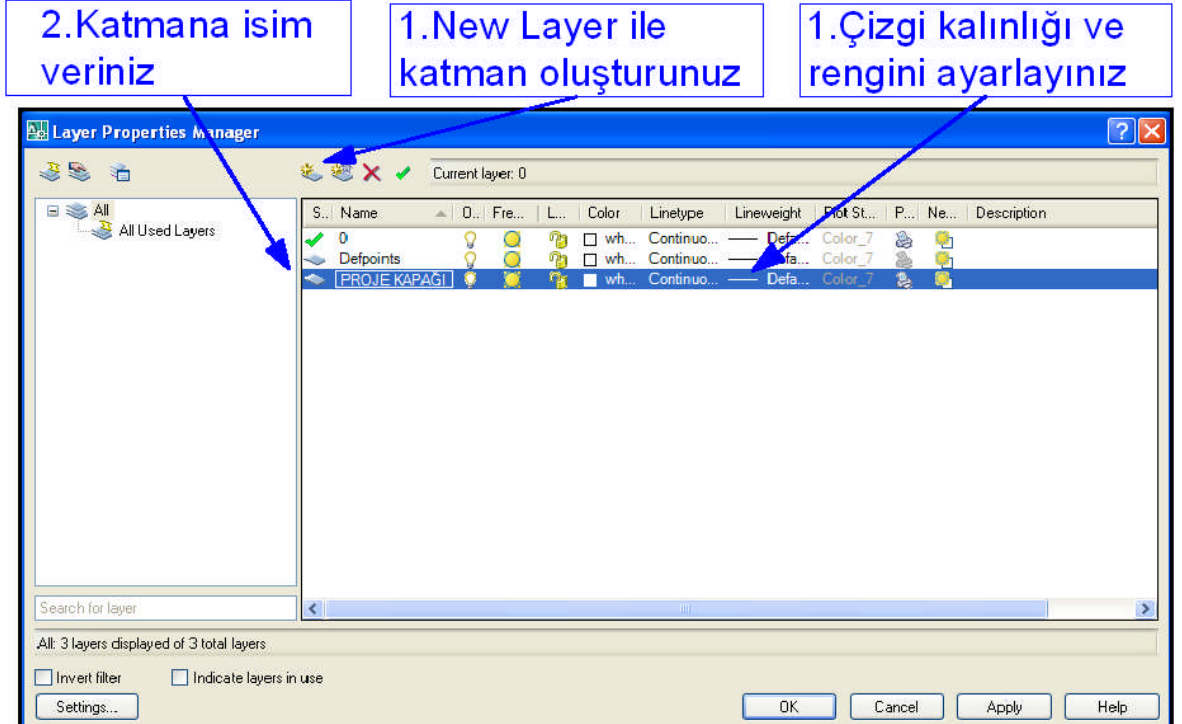 2.Katmana isim
veriniz
1.New Layer ile
katman oluşturunuz
1.Çizgi kalınlığı ve
rengini ayarlayınız
Layer Properties Manager
Current layer: 0
All
All Used Layers
S.. Name O.. Fre... L... Color Linetype Lineweight Plot St... P... Ne... Description
0 wh... Continuo... Defa... Color_7
Defpoints wh... Continuo... Defa... Color_7
PROJE KAPAĞI wh... Continuo... Defa... Color_7
Search for layer
All: 3 layers displayed of 3 total layers
Invert filter Indicate layers in use
Settings... OK Cancel Apply Help